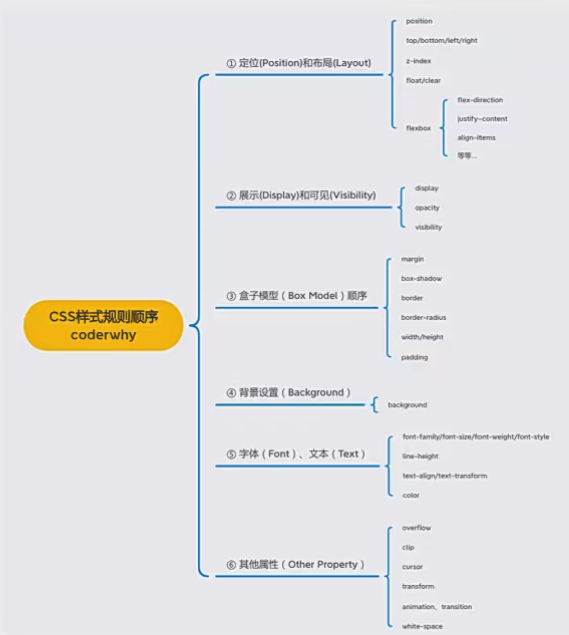 CSS样式规则顺序
coderwhy
① 定位(Position)和布局(Layout)
position
top/bottom/left/right
z-index
float/clear
flexbox
flex-direction
justify-content
align-items
等等...
② 展示(Display)和可见(Visibility)
display
opacity
visibility
③ 盒子模型（Box Model）顺序
margin
box-shadow
border
border-radius
width/height
padding
④ 背景设置（Background）
background
⑤ 字体（Font）、文本（Text）
font-family/font-size/font-weight/font-style
line-height
text-align/text-transform
color
⑥ 其他属性（Other Property）
overflow
clip
cursor
transform
animation、transition
white-space